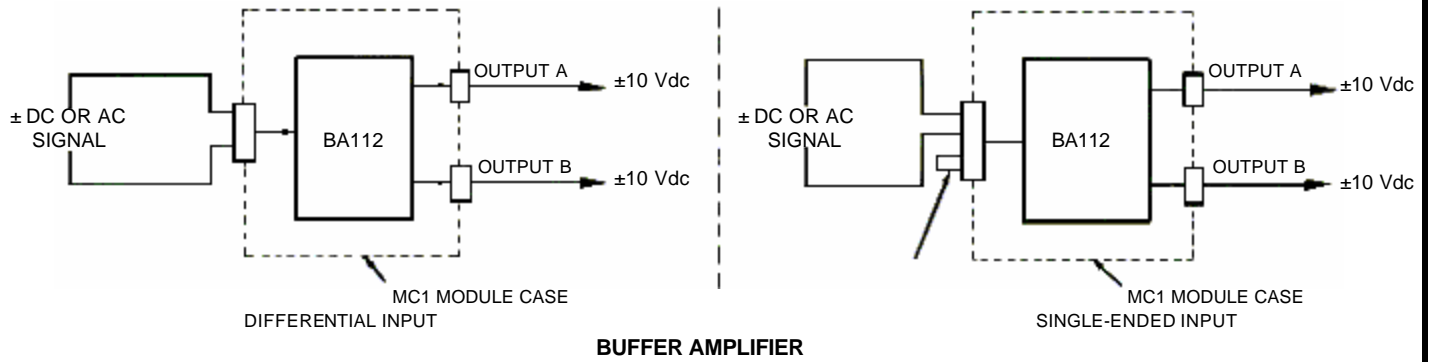 OUTPUT A
±10 Vdc
± DC OR AC
SIGNAL
BA112
OUTPUT B
±10 Vdc
MC1 MODULE CASE
DIFFERENTIAL INPUT
OUTPUT A
±10 Vdc
± DC OR AC
SIGNAL
BA112
OUTPUT B
±10 Vdc
MC1 MODULE CASE
SINGLE-ENDED INPUT
BUFFER AMPLIFIER